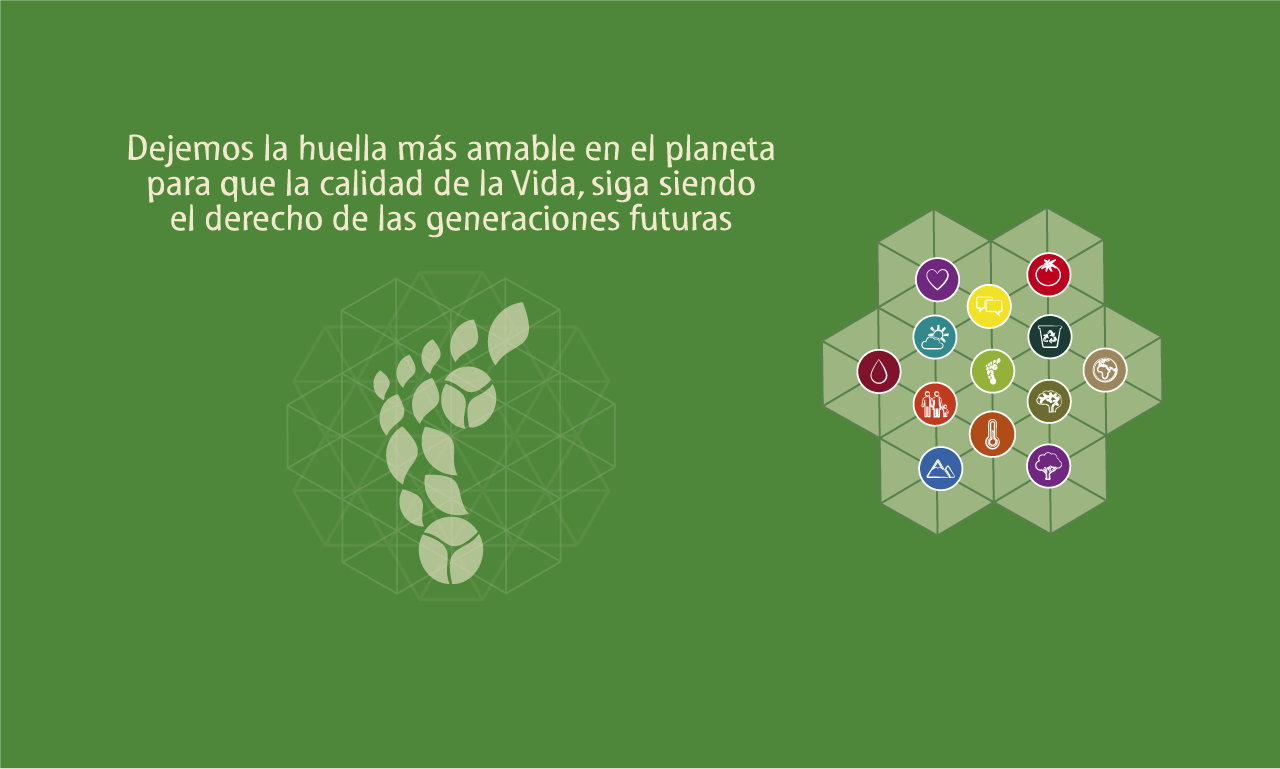 Dejemos la huella más amable en el planeta
para que la calidad de la Vida, siga siendo
el derecho de las generaciones futuras